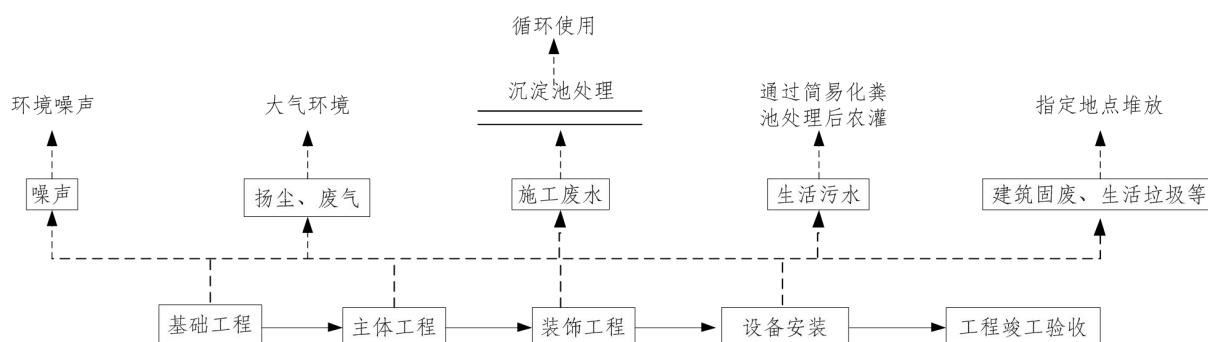 循环使用
环境噪声
大气环境
沉淀池处理
通过简易化粪
池处理后农灌
指定地点堆放
噪声
扬尘、废气
施工废水
生活污水
建筑固废、生活垃圾等
基础工程
主体工程
装饰工程
设备安装
工程竣工验收